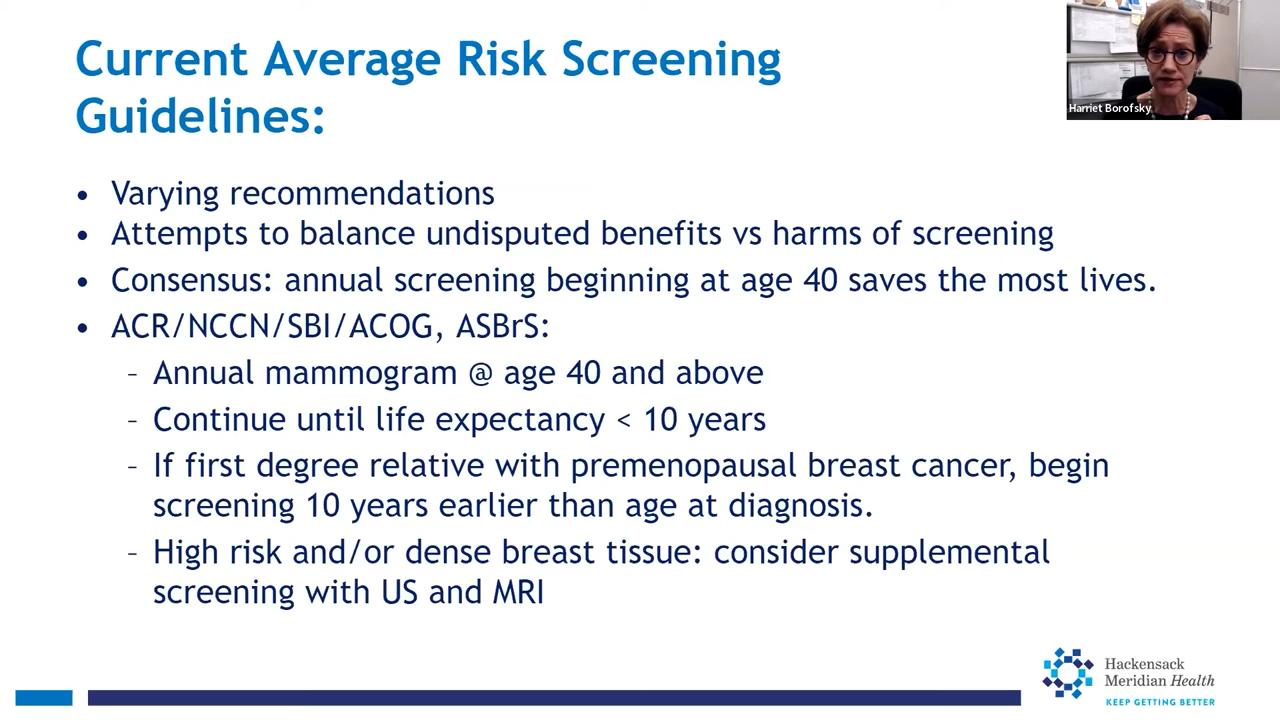 Current Average Risk Screening
Guidelines:
Harriet Borofsky
• Varying recommendations
• Attempts to balance undisputed benefits vs harms of screening
• Consensus: annual screening beginning at age 40 saves the most lives.
• ACR/NCCN/SBI/ACOG, ASBrS:
– Annual mammogram @ age 40 and above
– Continue until life expectancy < 10 years
– If first degree relative with premenopausal breast cancer, begin
screening 10 years earlier than age at diagnosis.
– High risk and/or dense breast tissue: consider supplemental
screening with US and MRI
Hackensack
Meridian Health
KEEP GETTING BETTER